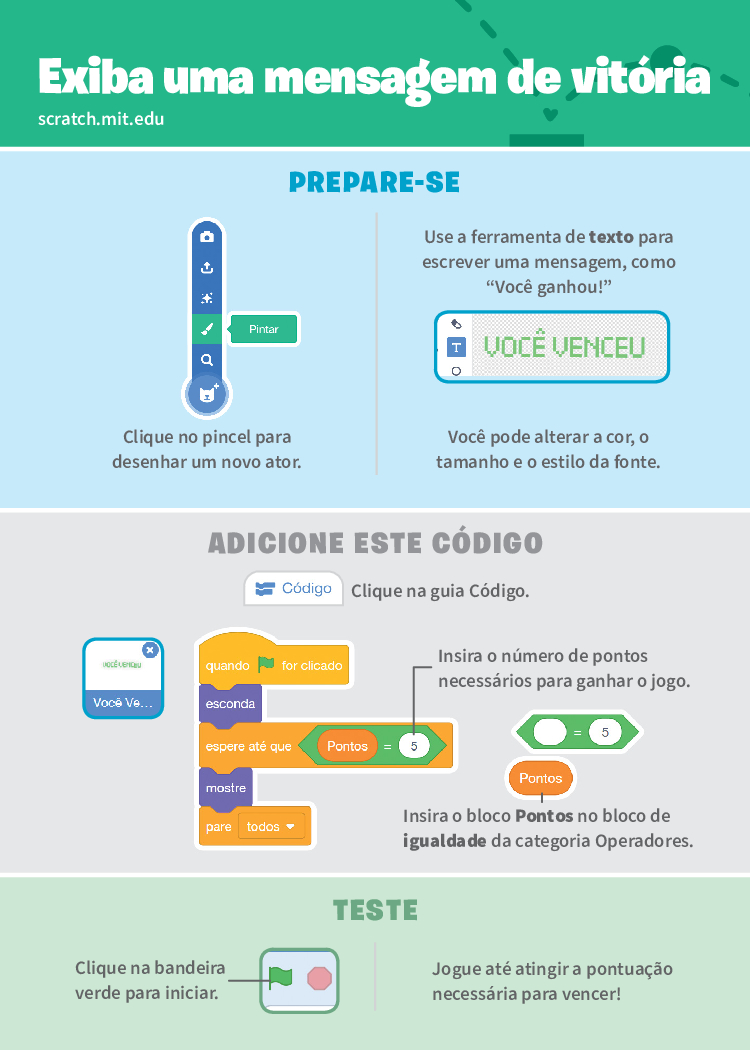 Exiba uma mensagem de vitória
scratch.mit.edu
PREPARE-SE
Pintar
Clique no pincel para
desenhar um novo ator.
Use a ferramenta de texto para
escrever uma mensagem, como
“Você ganhou!”
T
VOCÊ VENCEU
Você pode alterar a cor, o
tamanho e o estilo da fonte.
ADICIONE ESTE CÓDIGO
Código
Clique na guia Código.
VOCÊ VENCEU
Você Ve...
quando for clicado
esconda
espere até que Pontos = 5
mostre
pare todos
Insira o número de pontos
necessários para ganhar o jogo.
= 5
Pontos
Insira o bloco Pontos no bloco de
igualdade da categoria Operadores.
TESTE
Clique na bandeira
verde para iniciar.
Jogue até atingir a pontuação
necessária para vencer!